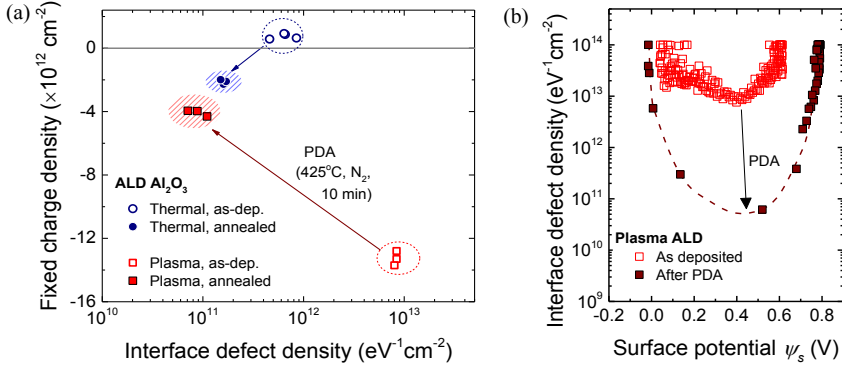 (a)
Fixed charge density (×10¹² cm⁻²)
0
-4
-8
-12
-16
PDA
(425°C, N₂,
10 min)
ALD Al₂O₃
Thermal, as-dep.
Thermal, annealed
Plasma, as-dep.
Plasma, annealed
10¹⁰ 10¹¹ 10¹² 10¹³
Interface defect density (eV⁻¹cm⁻²)
(b)
Interface defect density (eV⁻¹cm⁻²)
10¹⁵
10¹⁴
10¹³
10¹²
10¹¹
10¹⁰
10⁹
PDA
Plasma ALD
As deposited
After PDA
-0.2 0.0 0.2 0.4 0.6 0.8
Surface potential ψₛ (V)